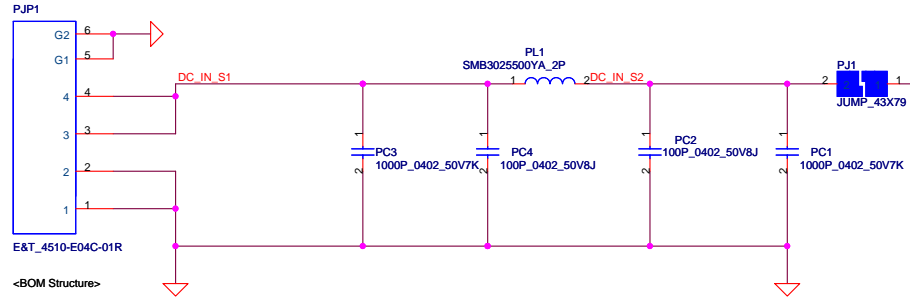 PJP1
G2
6
G1
5
4
4
3
3
2
2
1
1
E&T_4510-E04C-01R
<BOM Structure>
DC_IN_S1
PL1
SMB3025500YA_2P
1
2
DC_IN_S2
PJ1
2
2
1
1
JUMP_43X79
1
2
PC3
1000P_0402_50V7K
1
2
PC4
100P_0402_50V8J
1
2
PC2
100P_0402_50V8J
1
2
PC1
1000P_0402_50V7K